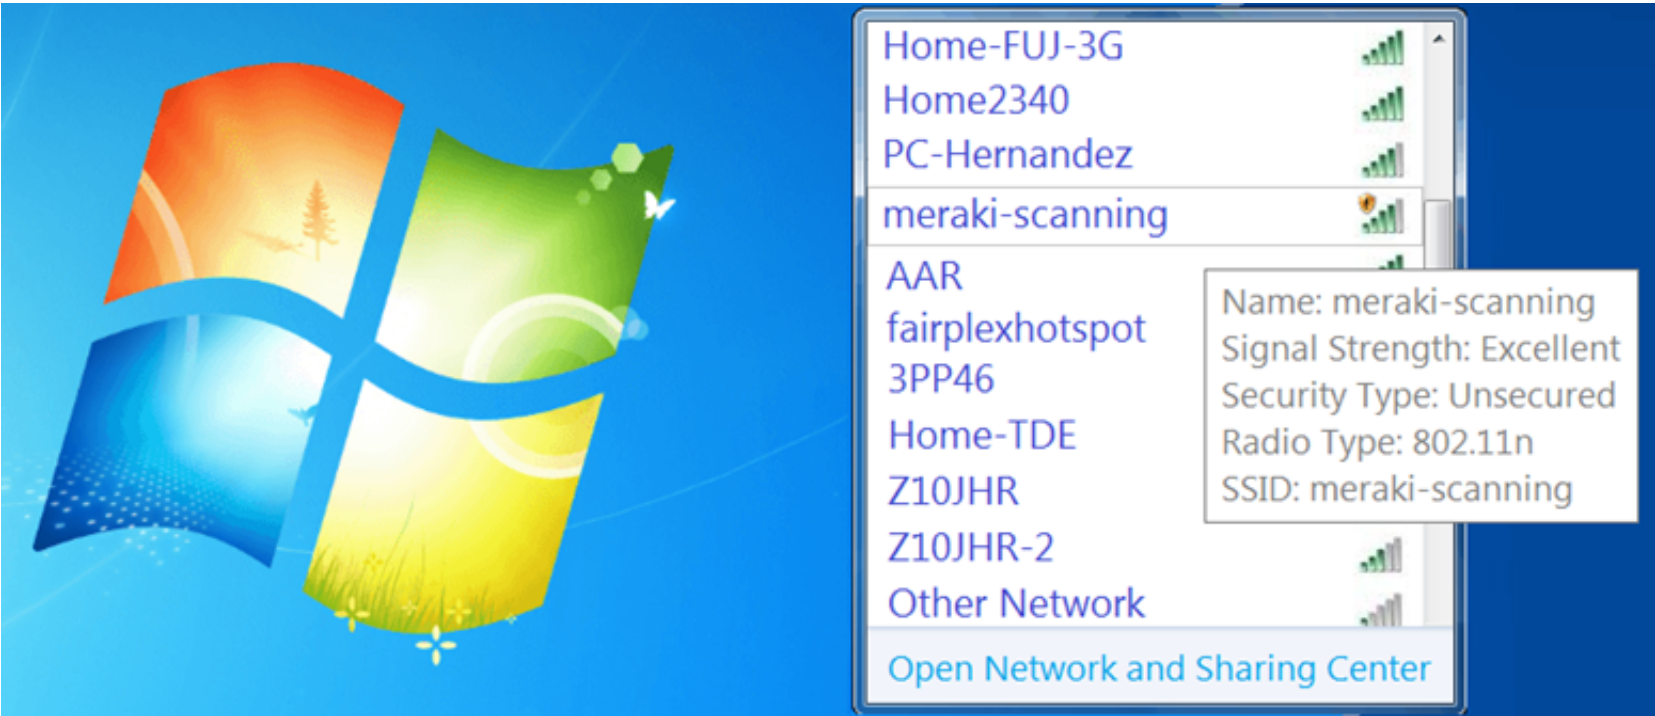 Home-FUJ-3G
Home2340
PC-Hernandez
meraki-scanning
AAR
fairplexhotspot
3PP46
Home-TDE
Z10JHR
Z10JHR-2
Other Network
Open Network and Sharing Center
Name: meraki-scanning
Signal Strength: Excellent
Security Type: Unsecured
Radio Type: 802.11n
SSID: meraki-scanning